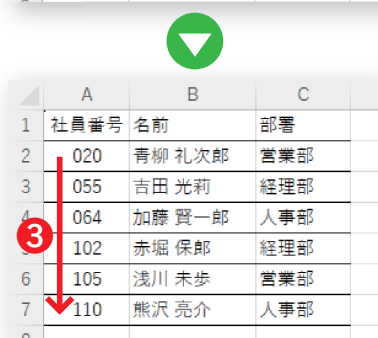 A B C
1 社員番号 名前 部署
2 020 青柳 礼次郎 営業部
3 055 吉田 光莉 経理部
4 064 加藤 賢一郎 人事部
3 102 赤堀 保郎 経理部
6 105 浅川 未歩 営業部
7 110 熊沢 亮介 人事部